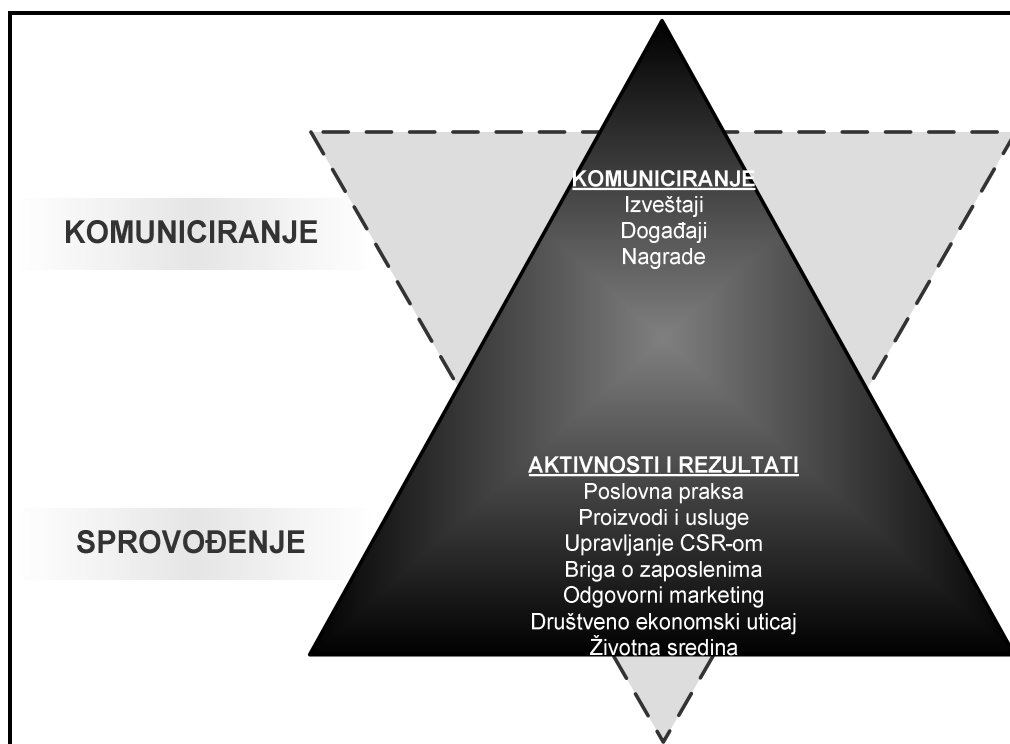 KOMUNICIRANJE
Izveštaji
Događaji
Nagrade
KOMUNICIRANJE
AKTIVNOSTI I REZULTATI
Poslovna praksa
Proizvodi i usluge
Upravljanje CSR-om
Briga o zaposlenima
Odgovorni marketing
Društveno ekonomski uticaj
Životna sredina
SPROVOĐENJE